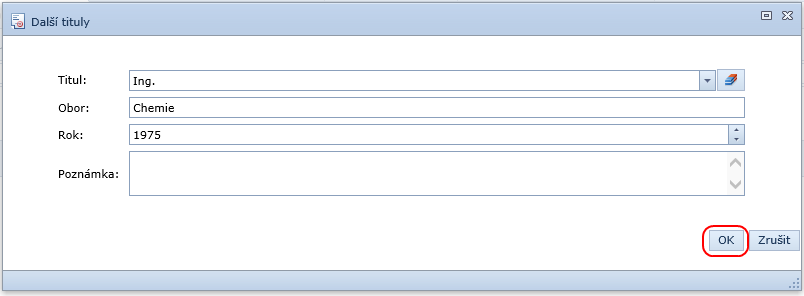 Další tituly
Titul: Ing.
Obor: Chemie
Rok: 1975
Poznámka:
OK Zrušit